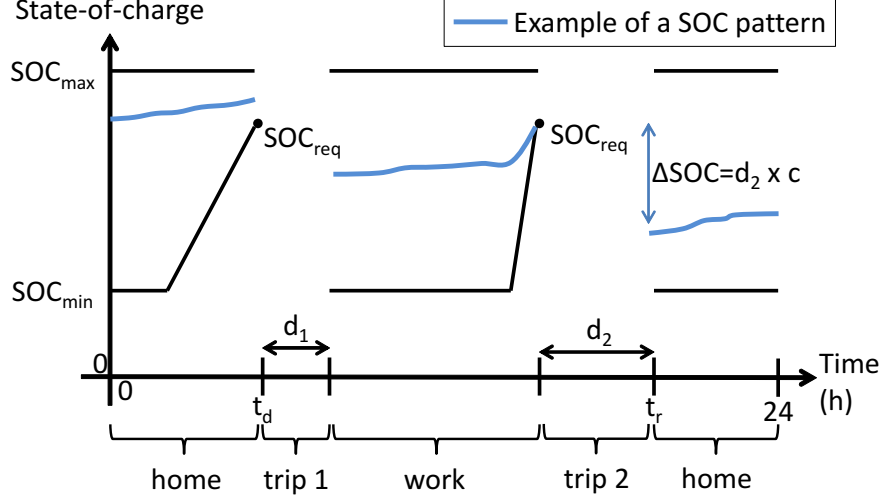 State-of-charge
Example of a SOC pattern
SOCmax
SOCreq
SOCreq
ΔSOC=d2 x c
SOCmin
d1
d2
0
0
td
tr
24
Time
(h)
home
trip 1
work
trip 2
home